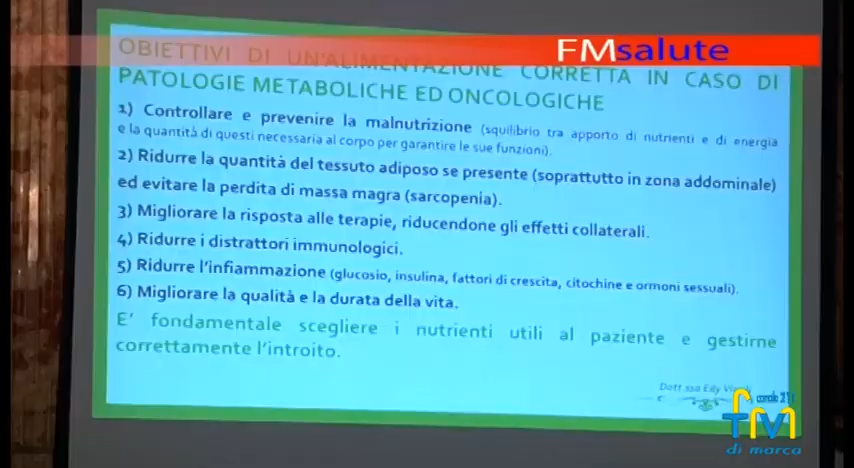 FMsalute
OBIETTIVI DI UN'ALIMENTAZIONE CORRETTA IN CASO DI
PATOLOGIE METABOLICHE ED ONCOLOGICHE
1) Controllare e prevenire la malnutrizione (squilibrio tra apporto di nutrienti e di energia
e la quantità di questi necessaria al corpo per garantire le sue funzioni).
2) Ridurre la quantità del tessuto adiposo se presente (soprattutto in zona addominale)
ed evitare la perdita di massa magra (sarcopenia).
3) Migliorare la risposta alle terapie, riducendone gli effetti collaterali.
4) Ridurre i distrattori immunologici.
5) Ridurre l'infiammazione (glucosio, insulina, fattori di crescita, citochine e ormoni sessuali).
6) Migliorare la qualità e la durata della vita.
E' fondamentale scegliere i nutrienti utili al paziente e gestirne
correttamente l'introito.
Dott.ssa Edy
canale
fmtv
di marca